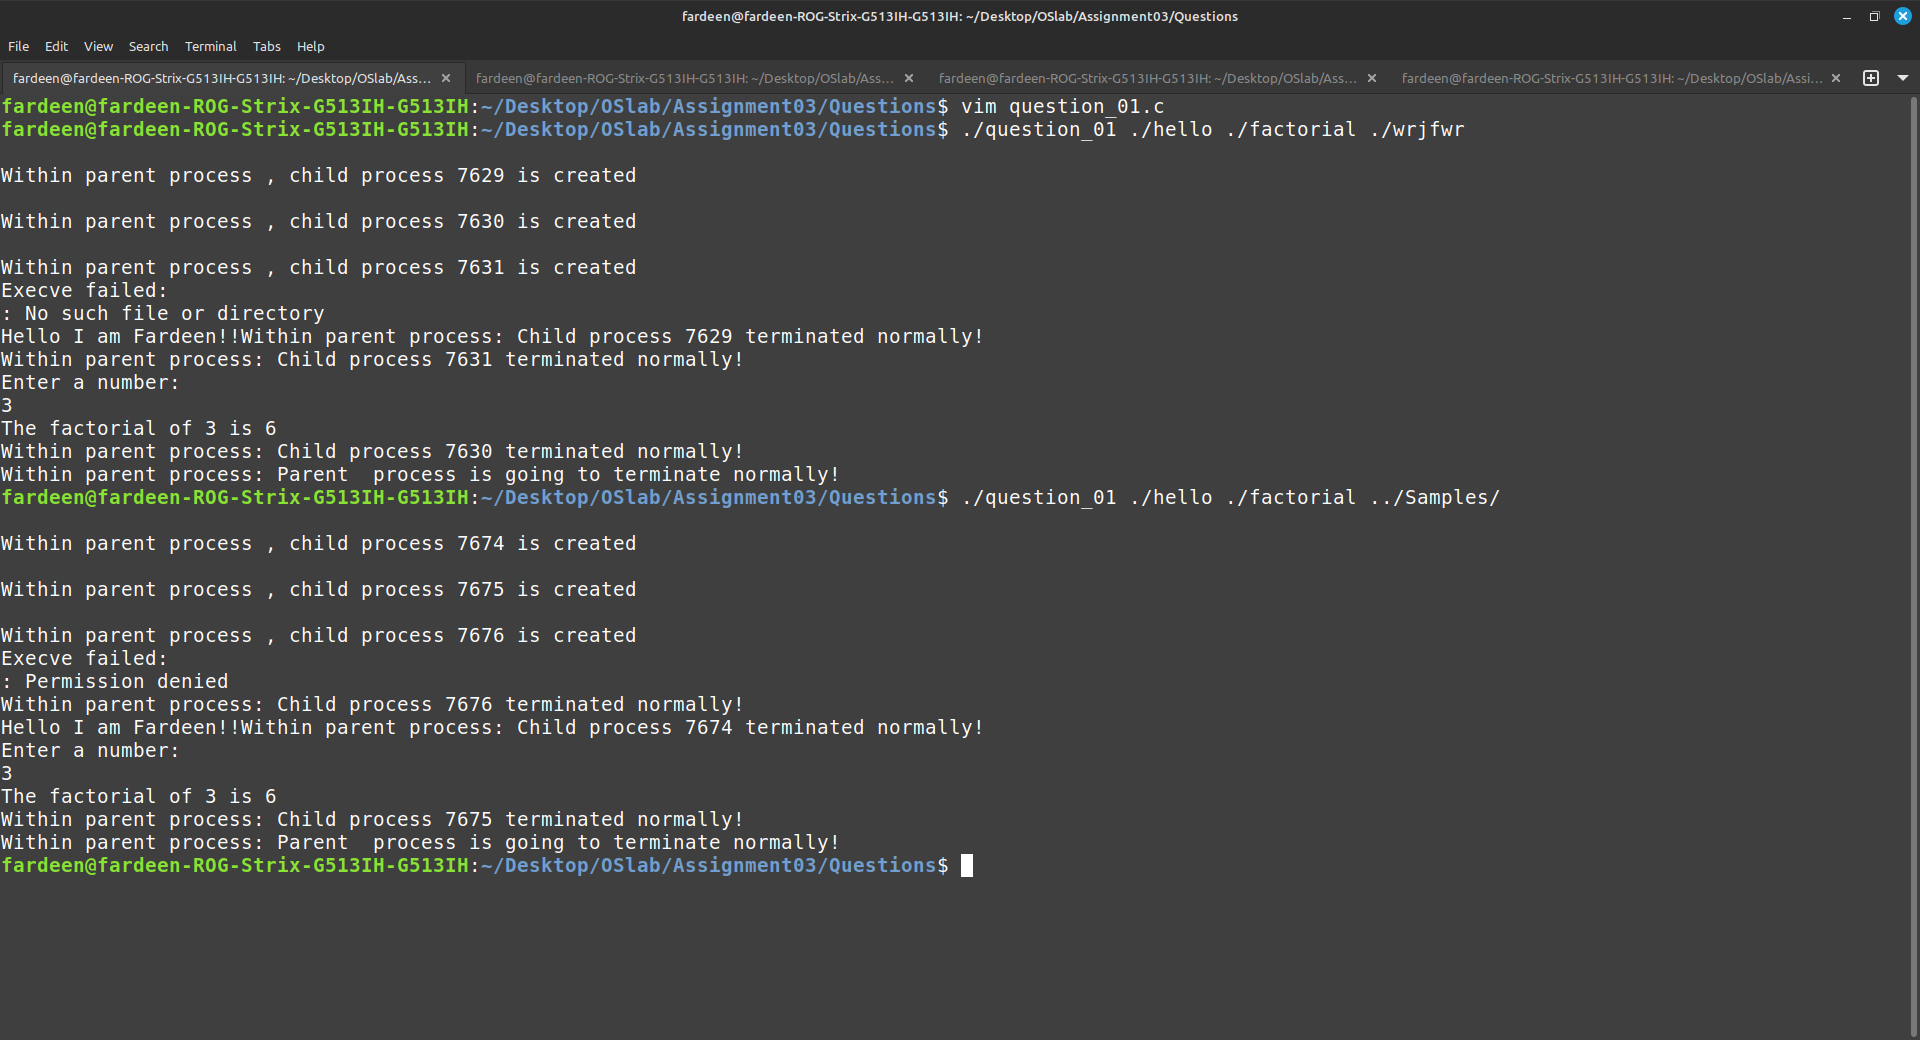 fardeen@fardeen-ROG-Strix-G513IH-G513IH: ~/Desktop/OSlab/Assignment03/Questions
File Edit View Search Terminal Tabs Help
fardeen@fardeen-ROG-Strix-G513IH-G513IH: ~/Desktop/OSlab/Ass... fardeen@fardeen-ROG-Strix-G513IH-G513IH: ~/Desktop/OSlab/Ass... fardeen@fardeen-ROG-Strix-G513IH-G513IH: ~/Desktop/OSlab/Ass... fardeen@fardeen-ROG-Strix-G513IH-G513IH: ~/Desktop/OSlab/Assi...
fardeen@fardeen-ROG-Strix-G513IH-G513IH:~/Desktop/OSlab/Assignment03/Questions$ vim question_01.c
fardeen@fardeen-ROG-Strix-G513IH-G513IH:~/Desktop/OSlab/Assignment03/Questions$ ./question_01 ./hello ./factorial ./wrjfwr
Within parent process , child process 7629 is created
Within parent process , child process 7630 is created
Within parent process , child process 7631 is created
Execve failed:
: No such file or directory
Hello I am Fardeen!!Within parent process: Child process 7629 terminated normally!
Within parent process: Child process 7631 terminated normally!
Enter a number:
3
The factorial of 3 is 6
Within parent process: Child process 7630 terminated normally!
Within parent process: Parent  process is going to terminate normally!
fardeen@fardeen-ROG-Strix-G513IH-G513IH:~/Desktop/OSlab/Assignment03/Questions$ ./question_01 ./hello ./factorial ../Samples/
Within parent process , child process 7674 is created
Within parent process , child process 7675 is created
Within parent process , child process 7676 is created
Execve failed:
: Permission denied
Within parent process: Child process 7676 terminated normally!
Hello I am Fardeen!!Within parent process: Child process 7674 terminated normally!
Enter a number:
3
The factorial of 3 is 6
Within parent process: Child process 7675 terminated normally!
Within parent process: Parent  process is going to terminate normally!
fardeen@fardeen-ROG-Strix-G513IH-G513IH:~/Desktop/OSlab/Assignment03/Questions$